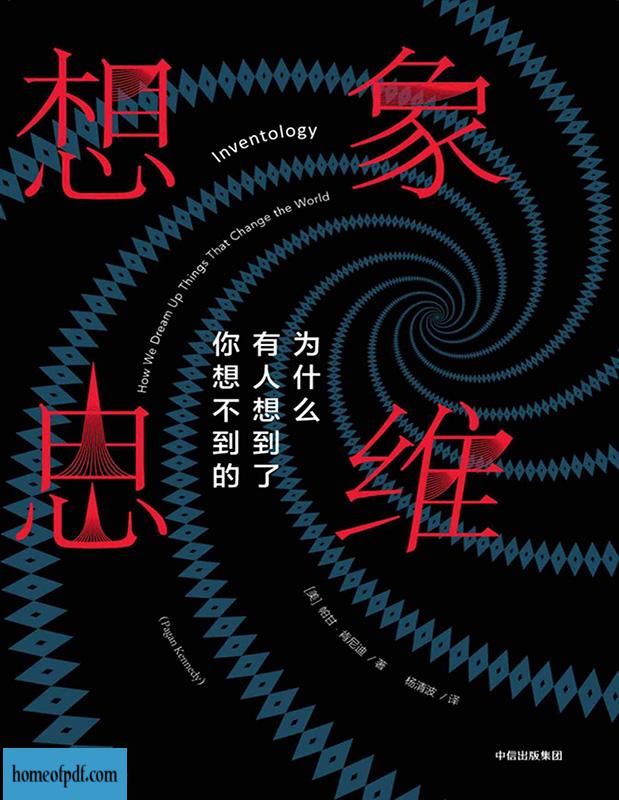 想象
思维
Inventology
How We Dream Up Things That Change the World
为什么
有人想到了
你想不到的
[美] 帕甘·肯尼迪 / 著
(Pagan Kennedy)
杨清波 / 译
中信出版集团
homeofpdf.com